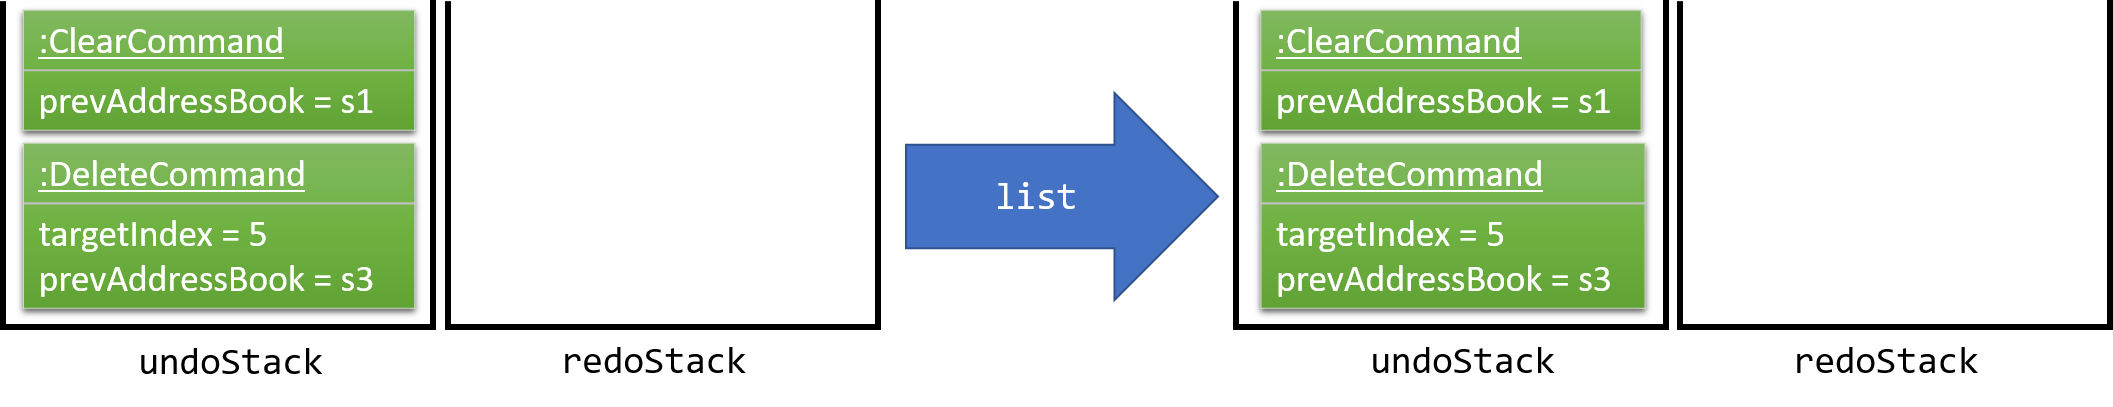 :ClearCommand
prevAddressBook = s1
:DeleteCommand
targetIndex = 5
prevAddressBook = s3
undoStack
redoStack
list
:ClearCommand
prevAddressBook = s1
:DeleteCommand
targetIndex = 5
prevAddressBook = s3
undoStack
redoStack